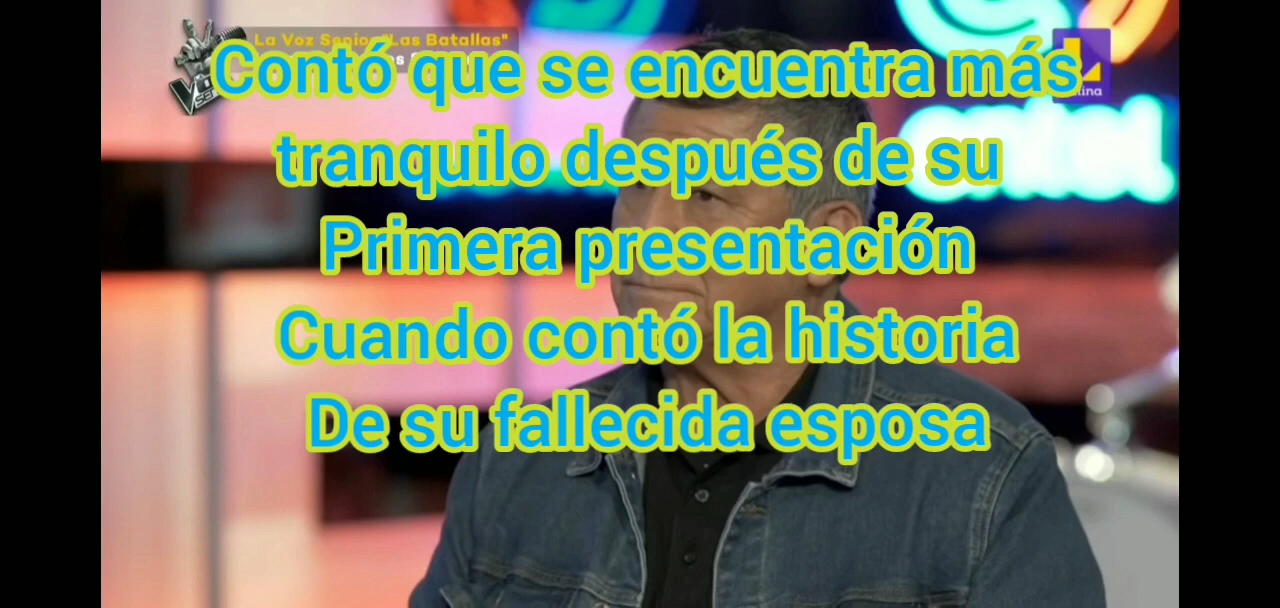 La Voz Senior "Las Batallas"
Contó que se encuentra más
tranquilo después de su
Primera presentación
Cuando contó la historia
De su fallecida esposa